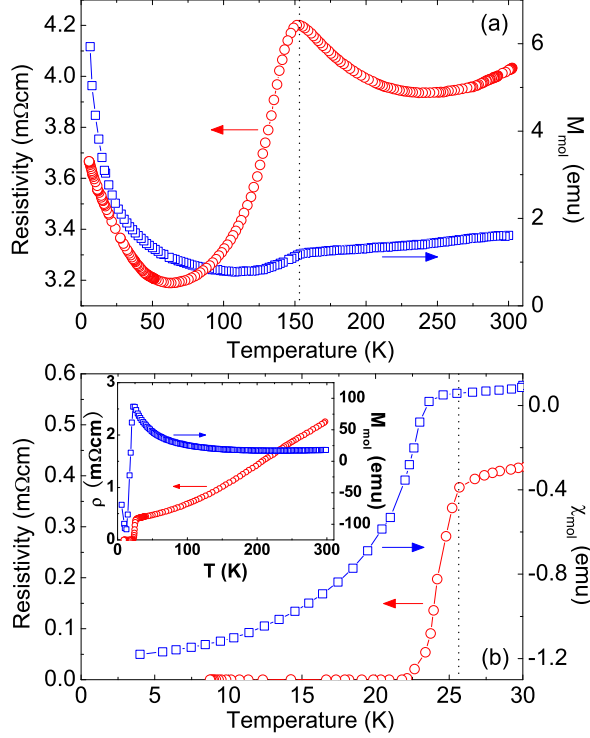 (a)
4.2
4.0
3.8
3.6
3.4
3.2
Resistivity (mΩcm)
6
4
2
0
M_mol (emu)
0 50 100 150 200 250 300
Temperature (K)
(b)
0.6
0.5
0.4
0.3
0.2
0.1
0.0
Resistivity (mΩcm)
0.0
-0.4
-0.8
-1.2
χ_mol (emu)
3
2
1
0
ρ (mΩcm)
100
50
0
-50
-100
M_mol (emu)
0 100 200 300
T (K)
0 5 10 15 20 25 30
Temperature (K)